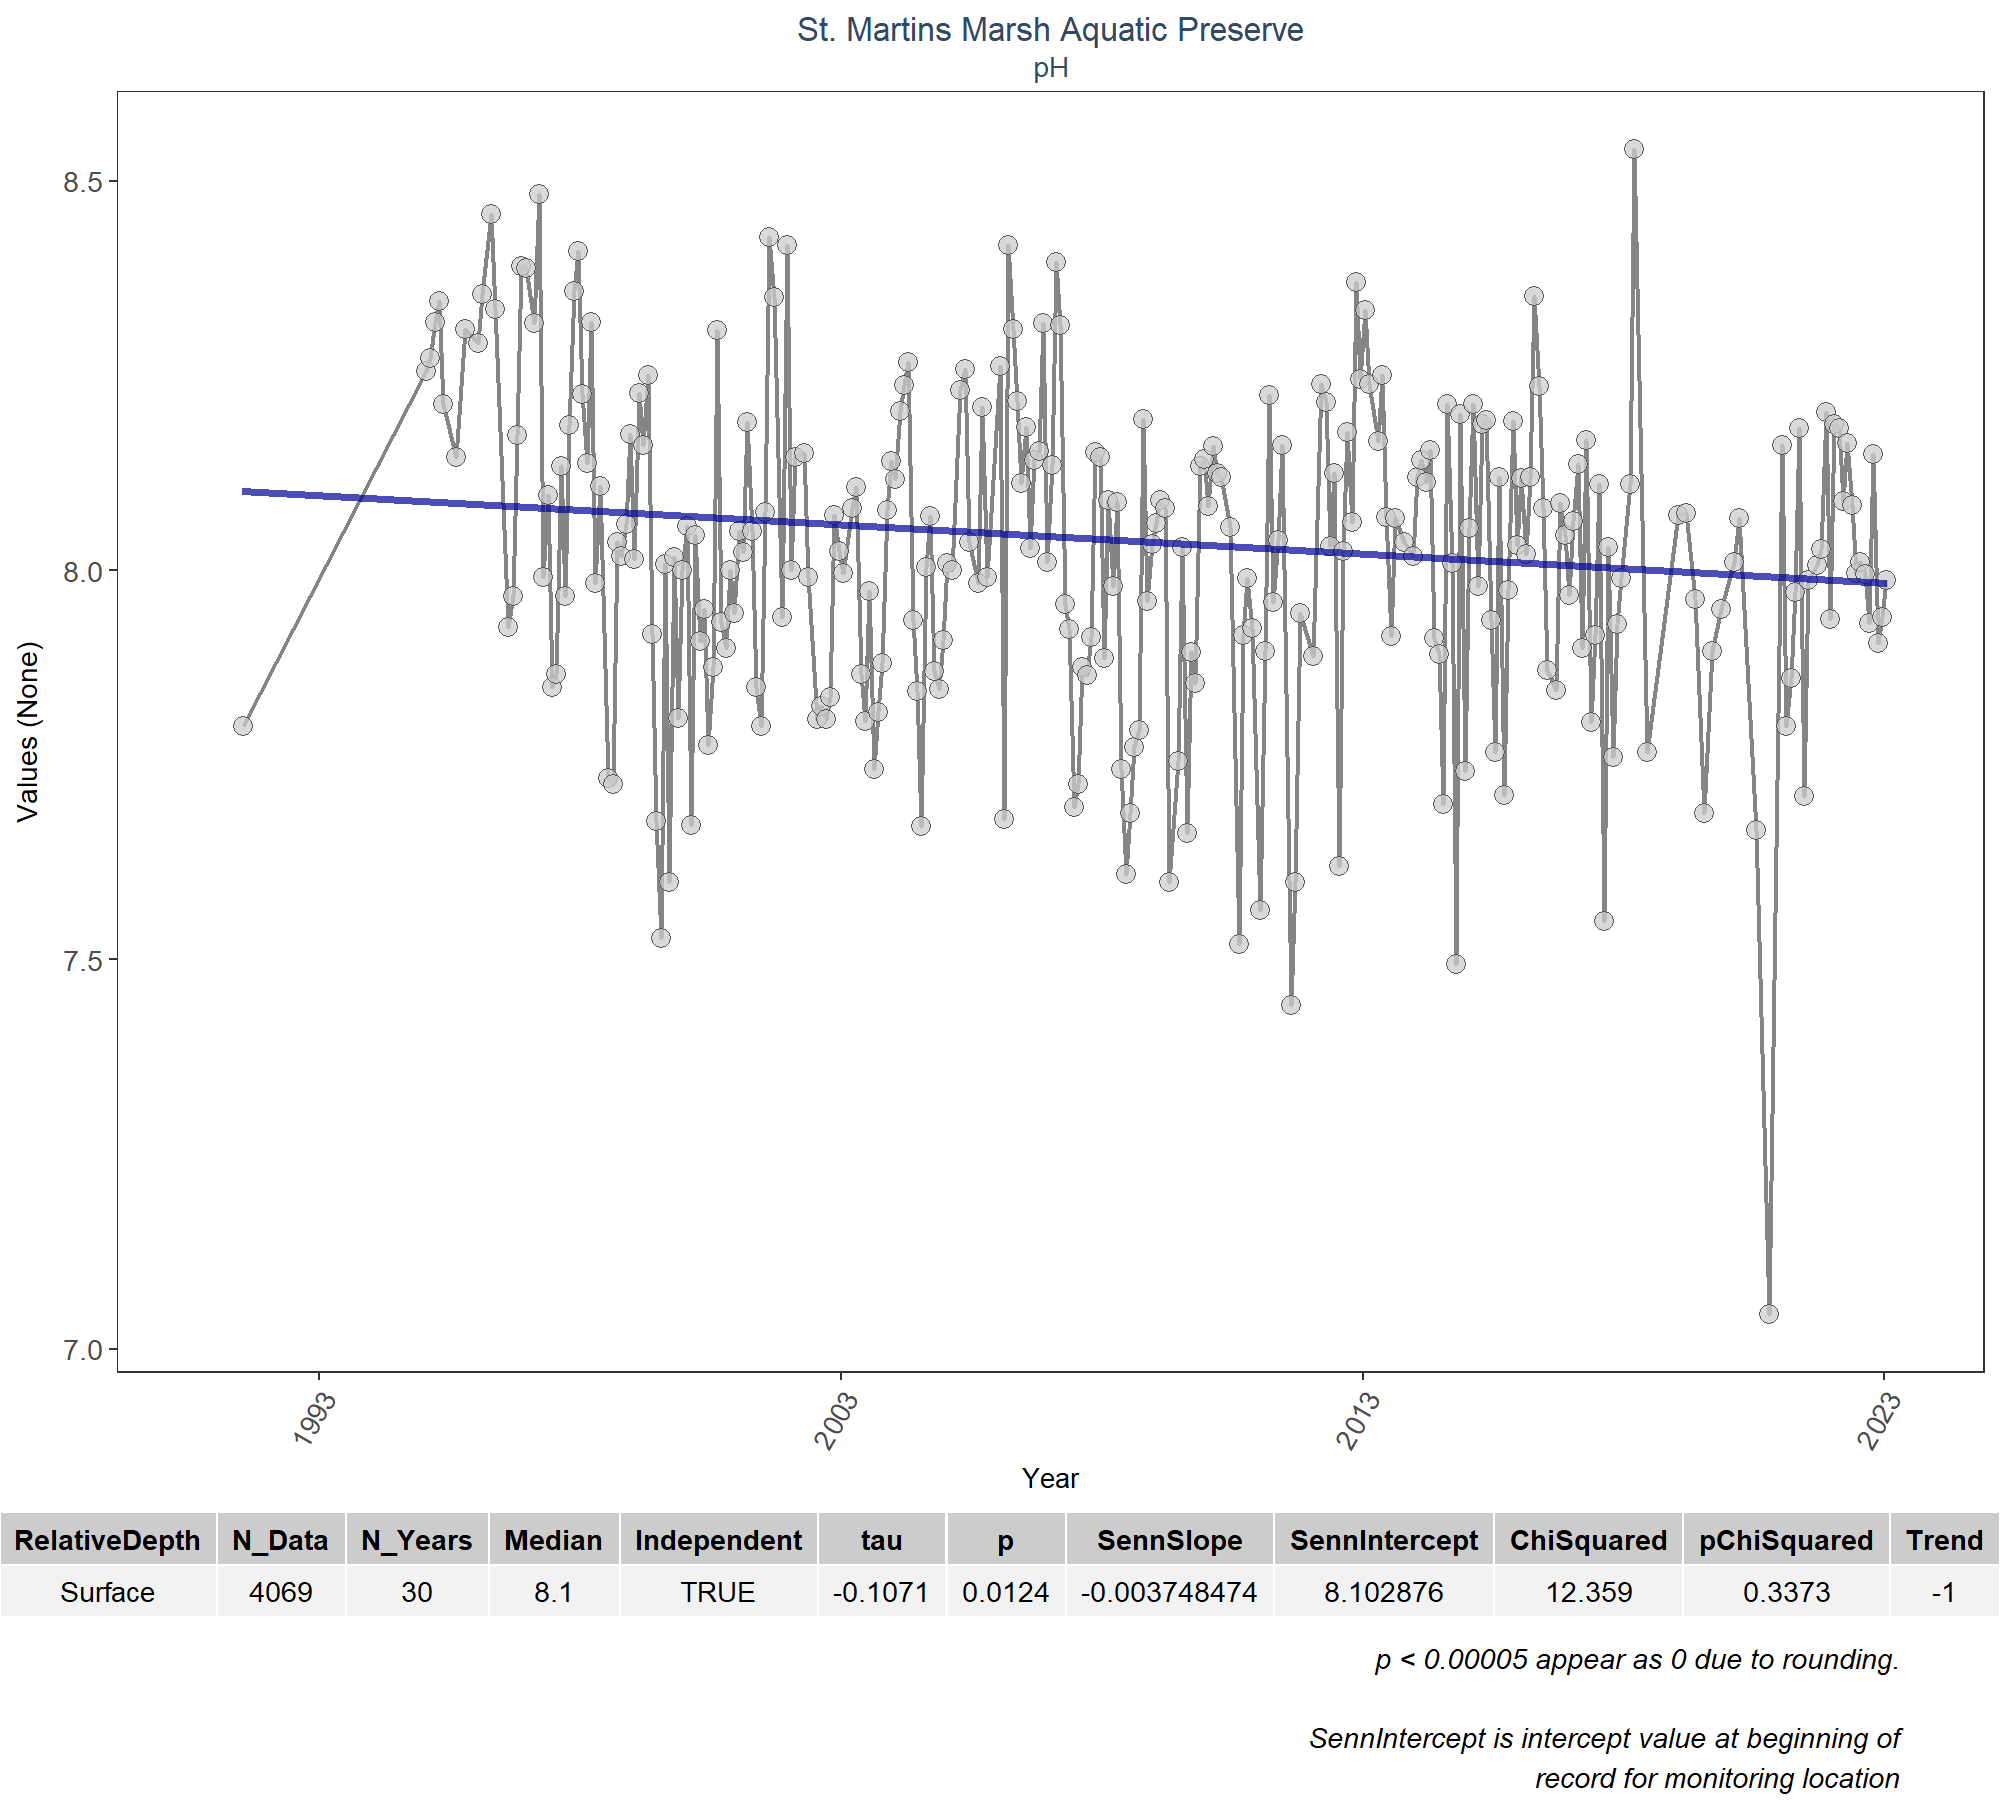 St. Martins Marsh Aquatic Preserve
pH
Values (None)
8.5
8.0
7.5
7.0
1993 2003 2013 2023
Year
RelativeDepth N_Data N_Years Median Independent tau p SennSlope SennIntercept ChiSquared pChiSquared Trend
Surface 4069 30 8.1 TRUE -0.1071 0.0124 -0.003748474 8.102876 12.359 0.3373 -1
p < 0.00005 appear as 0 due to rounding.
SennIntercept is intercept value at beginning of
record for monitoring location